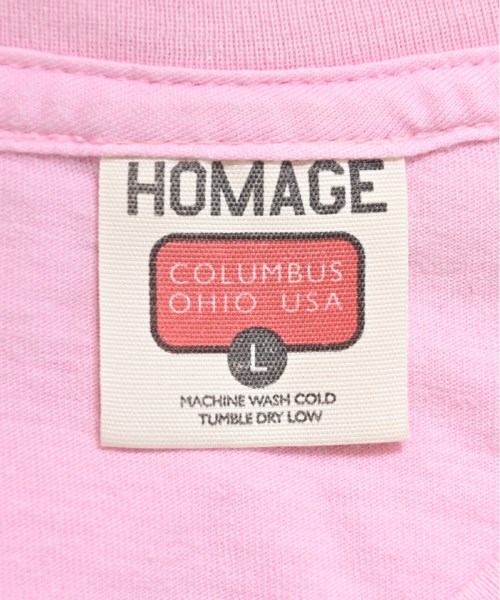 HOMAGE
COLUMBUS
OHIO USA
L
MACHINE WASH COLD
TUMBLE DRY LOW